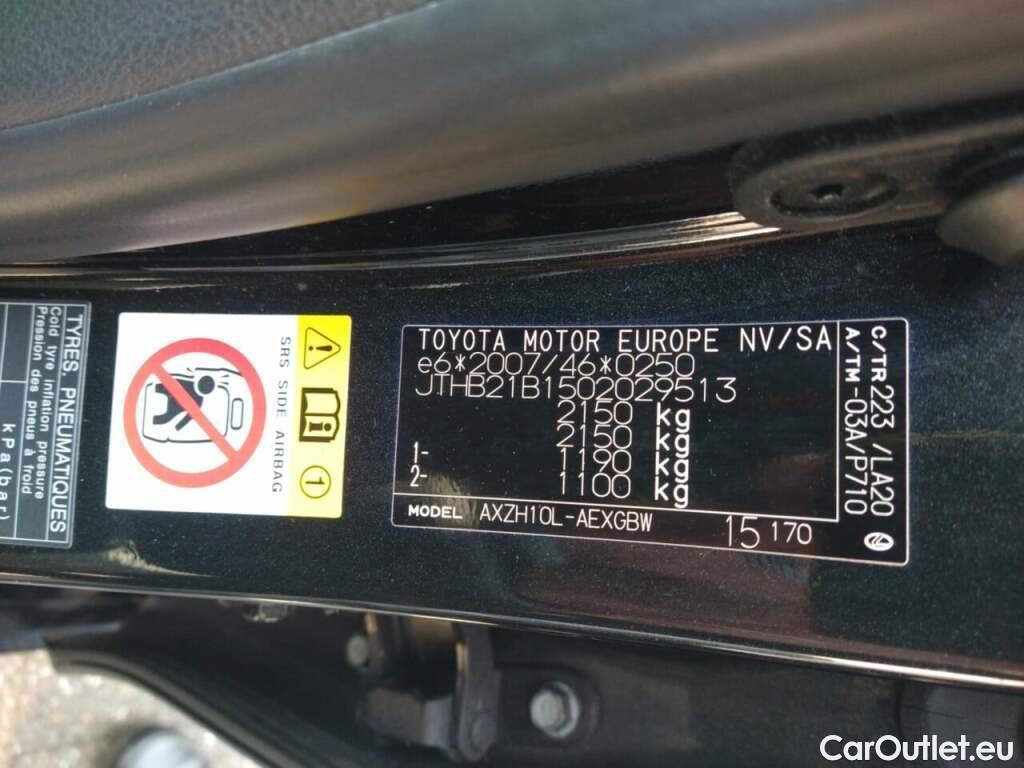 TYRES, PNEUMATIQUES
Cold tyre inflation pressure
Pression des pneus à froid
kPa(bar)
SRS SIDE AIRBAG
1
TOYOTA MOTOR EUROPE NV/SA
e6*2007/46*0250
JTHB21B1502029513
2150 kg
2150 kg
1- 1190 kg
2- 1100 kg
MODEL AXZH10L-AEXGBW 15 170
C/TR223 /LA20
A/TM-03A/P710
CarOutlet.eu